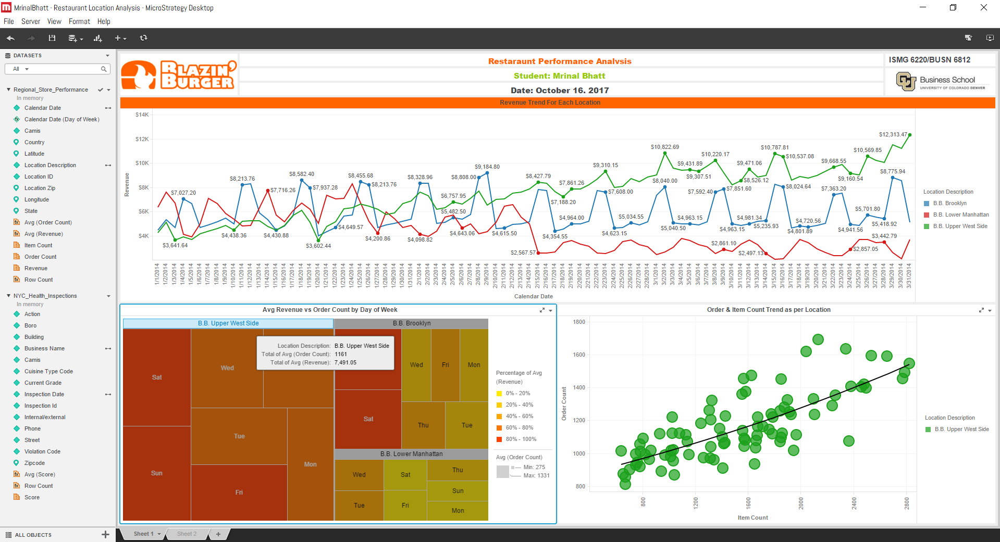 MrinalBhatt - Restaurant Location Analysis - MicroStrategy Desktop
File Server View Format Help
DATASETS
All
Regional_Store_Performance
In memory
Calendar Date
Calendar Date (Day of Week)
Camis
Country
Latitude
Location Description
Location ID
Location Zip
Longitude
State
Avg (Order Count)
Avg (Revenue)
Item Count
Order Count
Revenue
Row Count
NYC_Health_Inspections
In memory
Action
Boro
Building
Business Name
Camis
Cuisine Type Code
Current Grade
Inspection Date
Inspection Id
Internal/external
Phone
Street
Violation Code
Zipcode
Avg (Score)
Row Count
Score
ALL OBJECTS
BLAZIN'
BURGER
Restaraunt Performance Analvsis
Student: Mrinal Bhatt
Date: October 16. 2017
ISMG 6220/BUSN 6812
Business School
UNIVERSITY OF COLORADO DENVER
Revenue Trend For Each Location
Revenue
$14K
$12K
$10K
$8K
$6K
$4K
$3,641.64
$7,027.20
$4,438.36
$8,213.76
$7,716.26
$4,430.88
$8,582.40
$7,937.28
$3,602.44
$4,649.57
$8,455.68
$8,213.76
$4,200.86
$8,328.96
$4,098.82
$6,757.95
$5,482.50
$4,643.06
$8,808.00
$9,184.80
$4,615.50
$2,567.57
$8,427.79
$4,354.55
$7,188.20
$7,861.26
$4,964.00
$9,310.15
$7,608.00
$4,623.15
$5,034.55
$10,822.69
$8,040.00
$5,040.50
$9,431.89
$9,307.51
$4,963.15
$10,220.17
$7,592.40
$7,851.60
$2,861.10
$4,963.15
$9,471.06
$8,526.12
$4,981.34
$5,235.93
$2,497.13
$10,787.81
$10,537.08
$8,024.64
$4,720.56
$4,801.89
$9,668.55
$7,363.20
$9,160.54
$4,941.56
$2,857.05
$10,569.85
$5,701.80
$5,418.92
$3,442.79
$8,775.94
$12,313.47
1/1/2014
1/2/2014
1/3/2014
1/4/2014
1/5/2014
1/6/2014
1/7/2014
1/8/2014
1/9/2014
1/10/2014
1/11/2014
1/12/2014
1/13/2014
1/14/2014
1/15/2014
1/16/2014
1/17/2014
1/18/2014
1/19/2014
1/20/2014
1/21/2014
1/22/2014
1/23/2014
1/24/2014
1/25/2014
1/26/2014
1/27/2014
1/28/2014
1/29/2014
1/30/2014
1/31/2014
2/1/2014
2/2/2014
2/3/2014
2/4/2014
2/5/2014
2/6/2014
2/7/2014
2/8/2014
2/9/2014
2/10/2014
2/11/2014
2/12/2014
2/13/2014
2/14/2014
2/15/2014
2/16/2014
2/17/2014
2/18/2014
2/19/2014
2/20/2014
2/21/2014
2/22/2014
2/23/2014
2/24/2014
2/25/2014
2/26/2014
2/27/2014
2/28/2014
3/1/2014
3/2/2014
3/3/2014
3/4/2014
3/5/2014
3/6/2014
3/7/2014
3/8/2014
3/9/2014
3/10/2014
3/11/2014
3/12/2014
3/13/2014
3/14/2014
3/15/2014
3/16/2014
3/17/2014
3/18/2014
3/19/2014
3/20/2014
3/21/2014
3/22/2014
3/23/2014
3/24/2014
3/25/2014
3/26/2014
3/27/2014
3/28/2014
3/29/2014
3/30/2014
3/31/2014
Calendar Date
Location Description
B.B. Brooklyn
B.B. Lower Manhattan
B.B. Upper West Side
Avg Revenue vs Order Count by Day of Week
B.B. Upper West Side
Sat
Wed
Tue
Sun
Fri
Mon
Location Description: B.B. Upper West Side
Total of Avg (Order Count): 1161
Total of Avg (Revenue): 7,491.05
B.B. Brooklyn
Sat
Wed
Fri
Mon
Thu
Tue
B.B. Lower Manhattan
Wed
Sat
Thu
Sun
Tue
Fri
Mon
Percentage of Avg
(Revenue)
0% - 20%
20% - 40%
40% - 60%
60% - 80%
80% - 100%
Avg (Order Count)
Min: 275
Max: 1331
Order & Item Count Trend as per Location
Order Count
1800
1600
1400
1200
1000
800
800
1200
1600
2000
2400
2800
Item Count
Location Description
B.B. Upper West Side
Sheet 1
Sheet 2